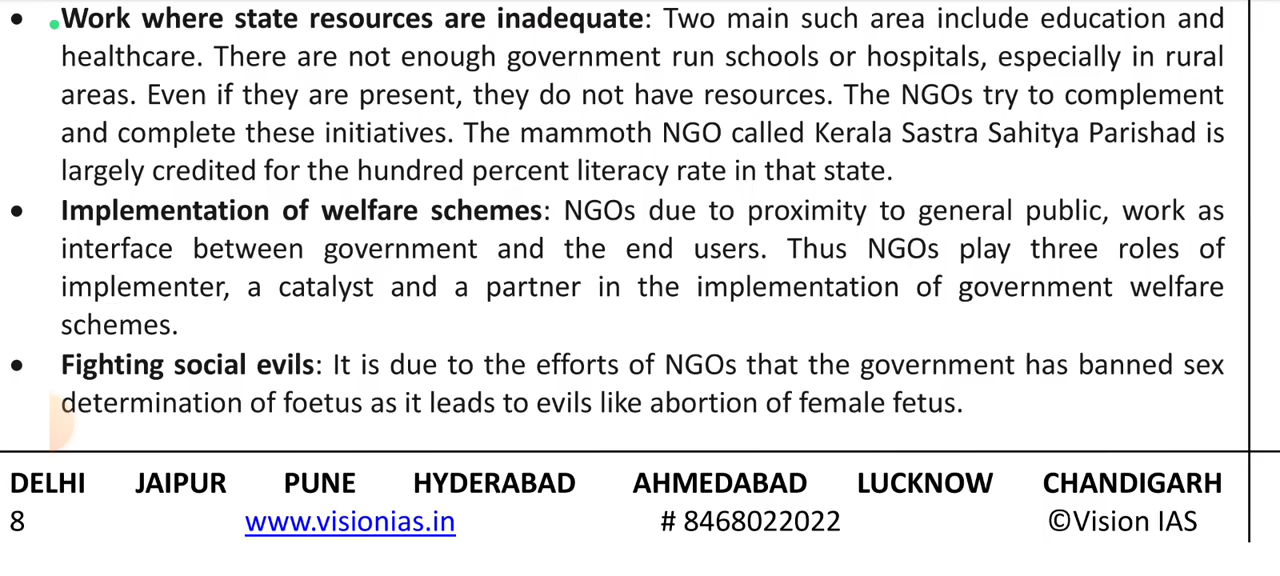 • Work where state resources are inadequate: Two main such area include education and
healthcare. There are not enough government run schools or hospitals, especially in rural
areas. Even if they are present, they do not have resources. The NGOs try to complement
and complete these initiatives. The mammoth NGO called Kerala Sastra Sahitya Parishad is
largely credited for the hundred percent literacy rate in that state.
• Implementation of welfare schemes: NGOs due to proximity to general public, work as
interface between government and the end users. Thus NGOs play three roles of
implementer, a catalyst and a partner in the implementation of government welfare
schemes.
• Fighting social evils: It is due to the efforts of NGOs that the government has banned sex
determination of foetus as it leads to evils like abortion of female fetus.
DELHI JAIPUR PUNE HYDERABAD AHMEDABAD LUCKNOW CHANDIGARH
8 www.visionias.in # 8468022022 ©Vision IAS